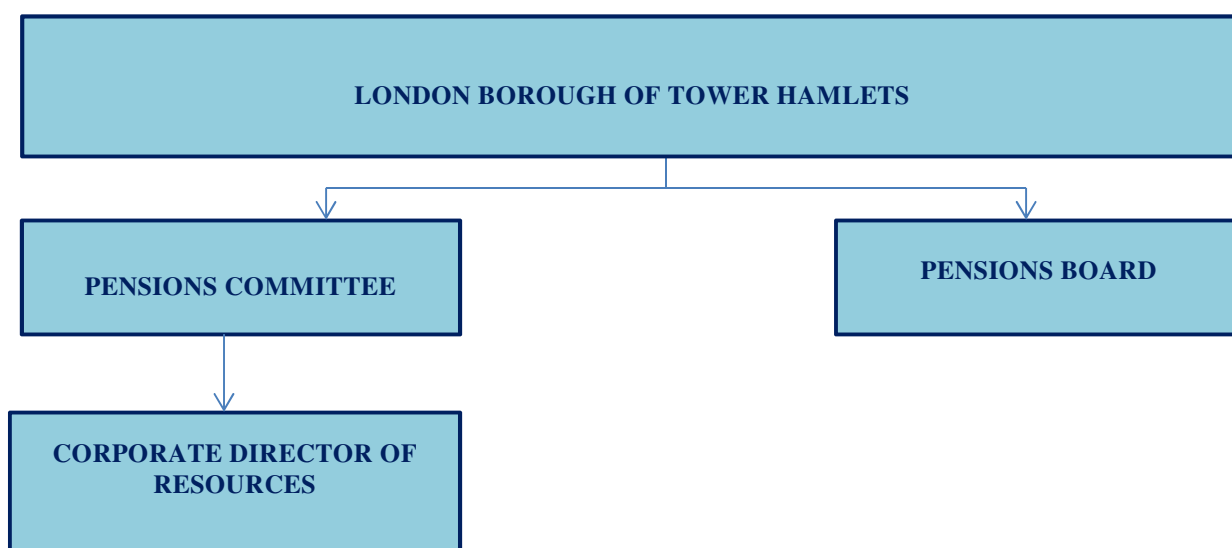 LONDON BOROUGH OF TOWER HAMLETS
PENSIONS COMMITTEE
PENSIONS BOARD
CORPORATE DIRECTOR OF
RESOURCES